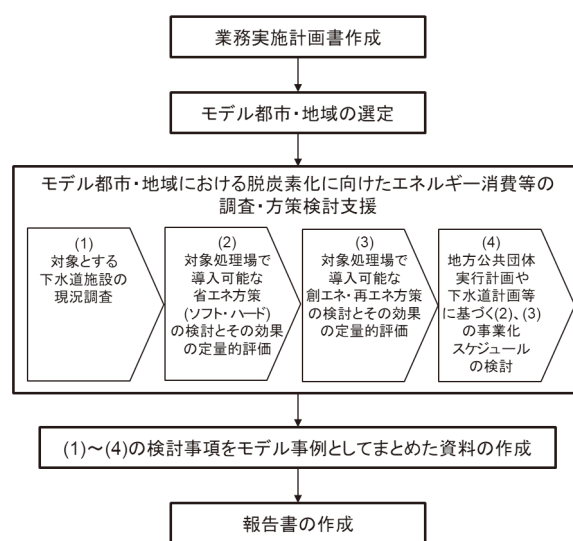 業務実施計画書作成
モデル都市・地域の選定
モデル都市・地域における脱炭素化に向けたエネルギー消費等の
調査・方策検討支援
(1)
対象とする
下水道施設の
現況調査
(2)
対象処理場で
導入可能な
省エネ方策
(ソフト・ハード)
の検討とその効果
の定量的評価
(3)
対象処理場で
導入可能な
創エネ・再エネ方策
の検討とその効果
の定量的評価
(4)
地方公共団体
実行計画や
下水道計画等
に基づく(2)、(3)
の事業化
スケジュール
の検討
(1)～(4)の検討事項をモデル事例としてまとめた資料の作成
報告書の作成